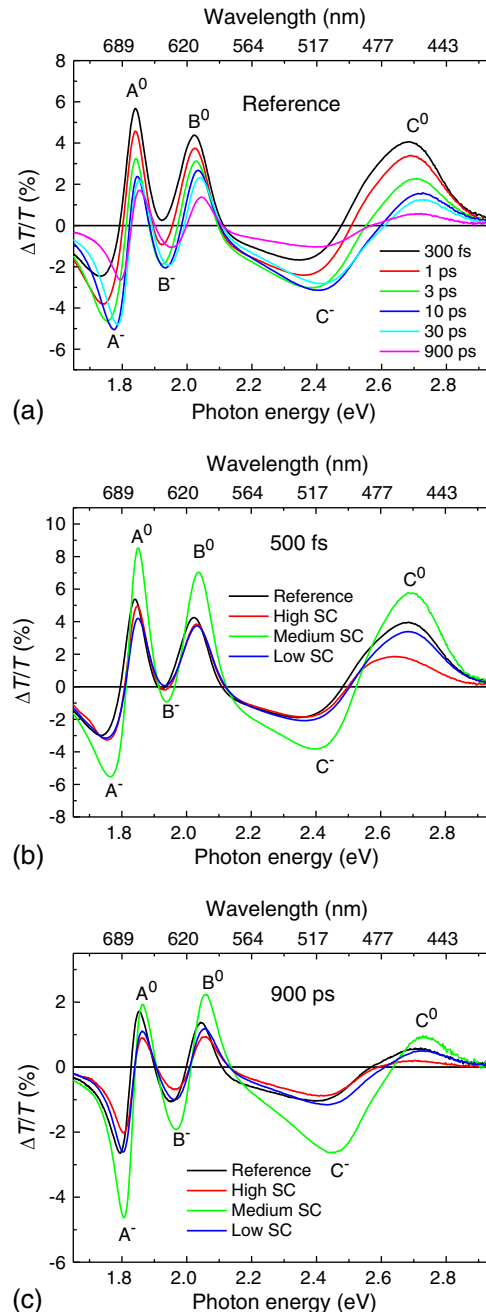 Wavelength (nm)
689 620 564 517 477 443
A⁰
B⁰
C⁰
Reference
8
6
4
2
0
-2
-4
-6
ΔT/T (%)
A⁻
B⁻
C⁻
300 fs
1 ps
3 ps
10 ps
30 ps
900 ps
1.8 2.0 2.2 2.4 2.6 2.8
(a)
Photon energy (eV)
Wavelength (nm)
689 620 564 517 477 443
A⁰
B⁰
C⁰
500 fs
10
8
6
4
2
0
-2
-4
-6
-8
ΔT/T (%)
Reference
High SC
Medium SC
Low SC
A⁻
B⁻
C⁻
1.8 2.0 2.2 2.4 2.6 2.8
(b)
Photon energy (eV)
Wavelength (nm)
689 620 564 517 477 443
A⁰
B⁰
C⁰
900 ps
2
0
-2
-4
-6
ΔT/T (%)
A⁻
B⁻
C⁻
Reference
High SC
Medium SC
Low SC
1.8 2.0 2.2 2.4 2.6 2.8
(c)
Photon energy (eV)